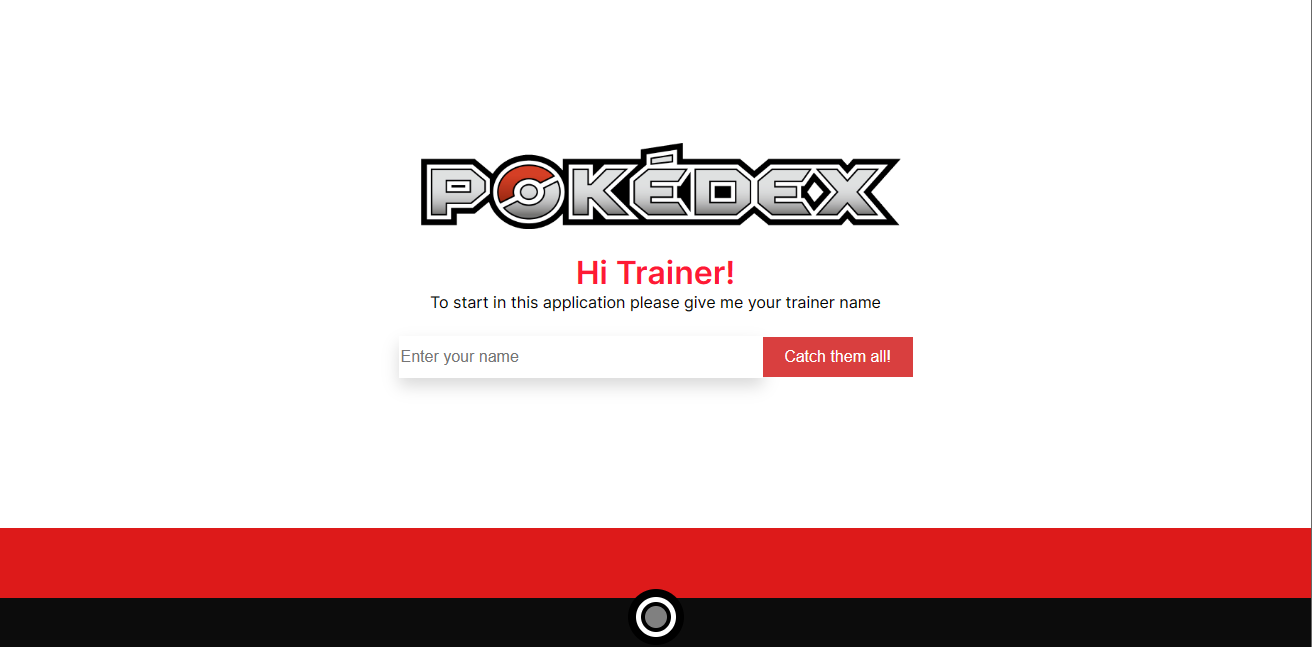 POKÉDEX
Hi Trainer!
To start in this application please give me your trainer name
Enter your name
Catch them all!